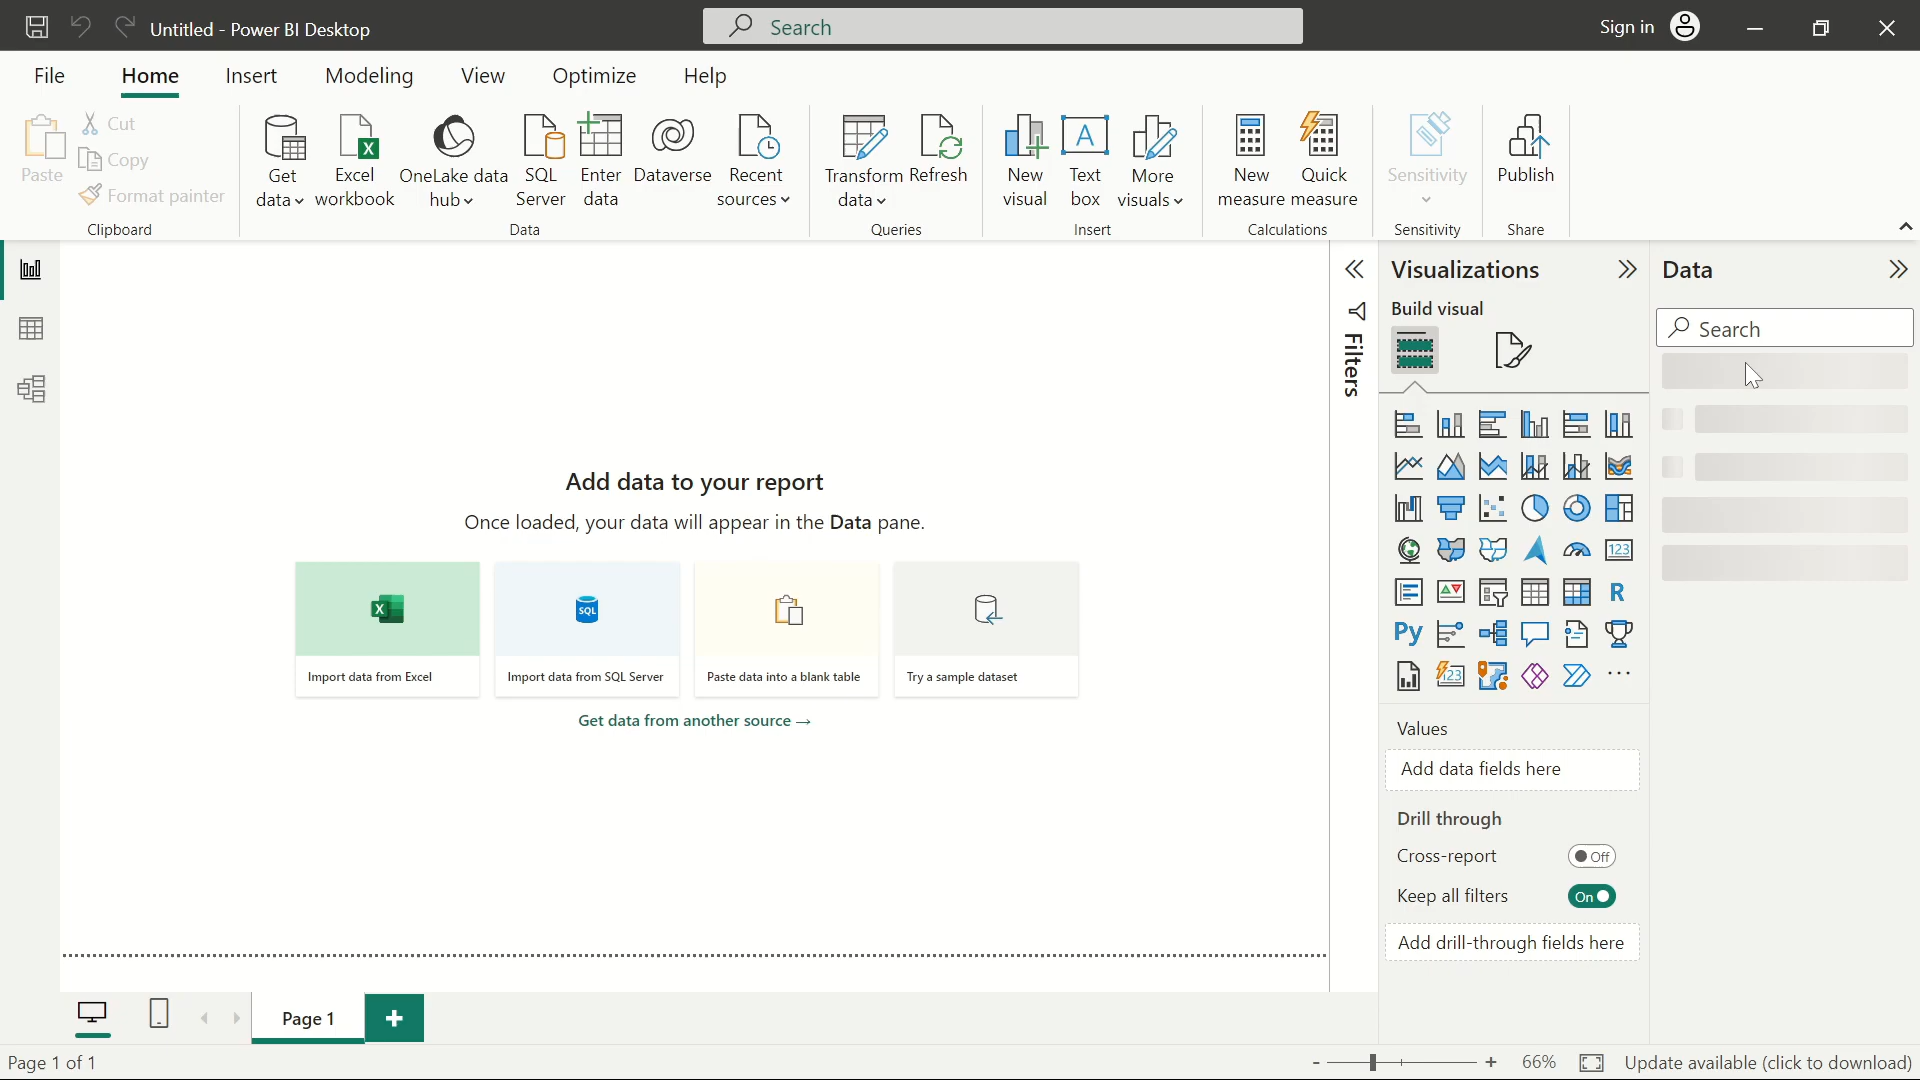 Untitled - Power BI Desktop
Search
Sign in
File
Home
Insert
Modeling
View
Optimize
Help
Paste
Cut
Copy
Format painter
Clipboard
Get data
Excel workbook
OneLake data hub
SQL Server
Enter data
Dataverse
Recent sources
Data
Transform data
Refresh
Queries
New visual
Text box
More visuals
Insert
New measure
Quick measure
Calculations
Sensitivity
Sensitivity
Publish
Share
Filters
Visualizations
Build visual
Data
Search
Add data to your report
Once loaded, your data will appear in the Data pane.
X
SQL
Import data from Excel
Import data from SQL Server
Paste data into a blank table
Try a sample dataset
Get data from another source →
123
R
Py
123
Values
Add data fields here
Drill through
Cross-report
Off
Keep all filters
On
Add drill-through fields here
Page 1
+
Page 1 of 1
-
+
66%
Update available (click to download)